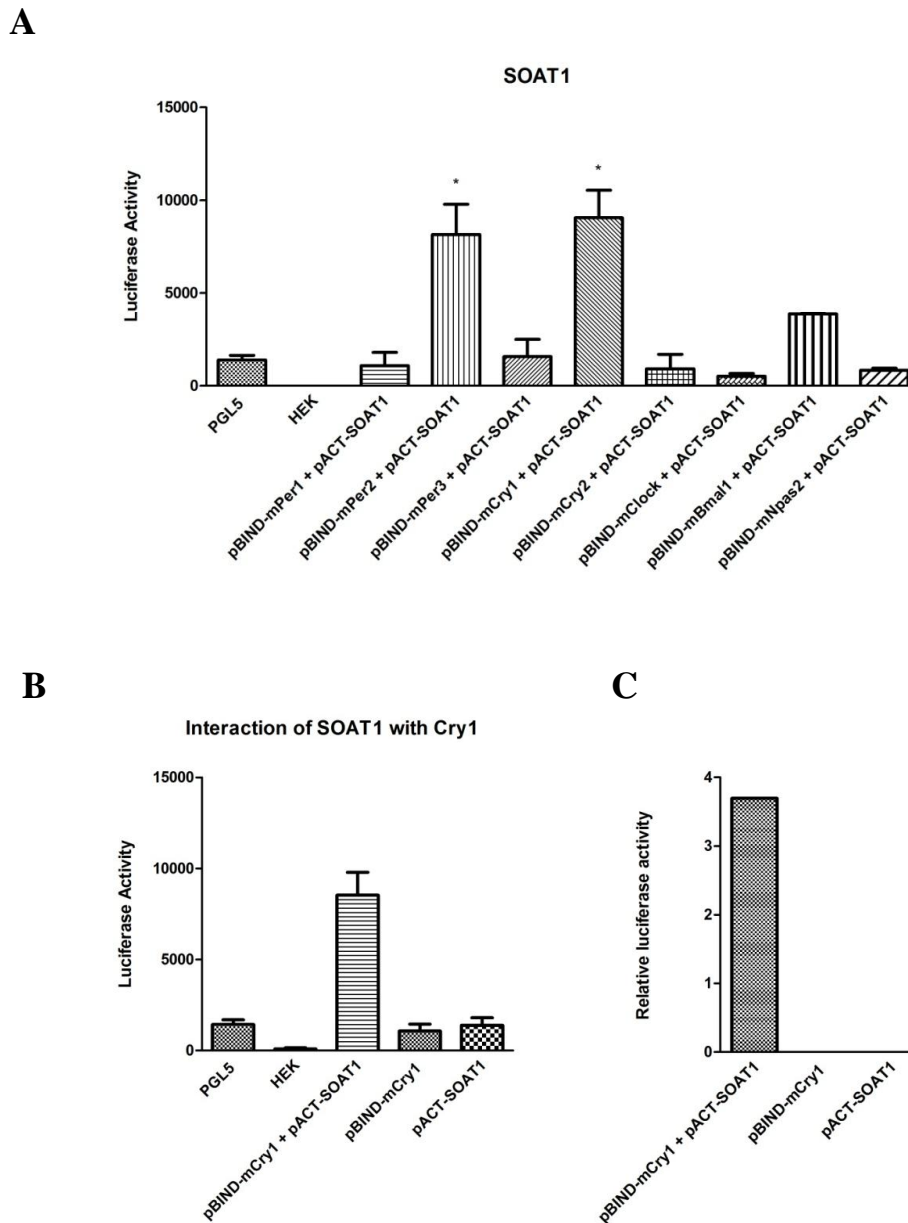 A
SOAT1
15000
10000
5000
0
Luciferase Activity
*
*
PGL5
HEK
pBIND-mPer1 + pACT-SOAT1
pBIND-mPer2 + pACT-SOAT1
pBIND-mPer3 + pACT-SOAT1
pBIND-mCry1 + pACT-SOAT1
pBIND-mCry2 + pACT-SOAT1
pBIND-mClock + pACT-SOAT1
pBIND-mBmal1 + pACT-SOAT1
pBIND-mNpas2 + pACT-SOAT1
B
Interaction of SOAT1 with Cry1
15000
10000
5000
0
Luciferase Activity
PGL5
HEK
pBIND-mCry1 + pACT-SOAT1
pBIND-mCry1
pACT-SOAT1
C
4
3
2
1
0
Relative luciferase activity
pBIND-mCry1 + pACT-SOAT1
pBIND-mCry1
pACT-SOAT1